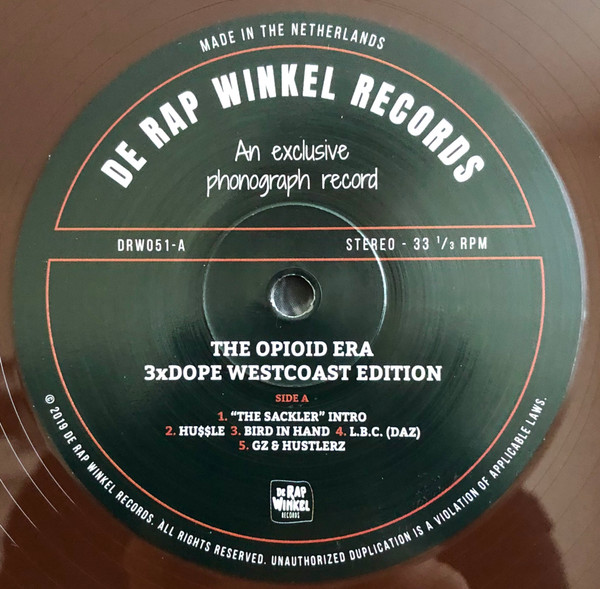 MADE IN THE NETHERLANDS
DE RAP WINKEL RECORDS
An exclusive
phonograph record
DRW051-A
STEREO - 33 ⅓ RPM
THE OPIOID ERA
3xDOPE WESTCOAST EDITION
SIDE A
1. “THE SACKLER” INTRO
2. HU$$LE 3. BIRD IN HAND 4. L.B.C. (DAZ)
5. GZ & HUSTLERZ
DE RAP
WINKEL
RECORDS
© 2019 DE RAP WINKEL RECORDS. ALL RIGHTS RESERVED. UNAUTHORIZED DUPLICATION IS A VIOLATION OF APPLICABLE LAWS.